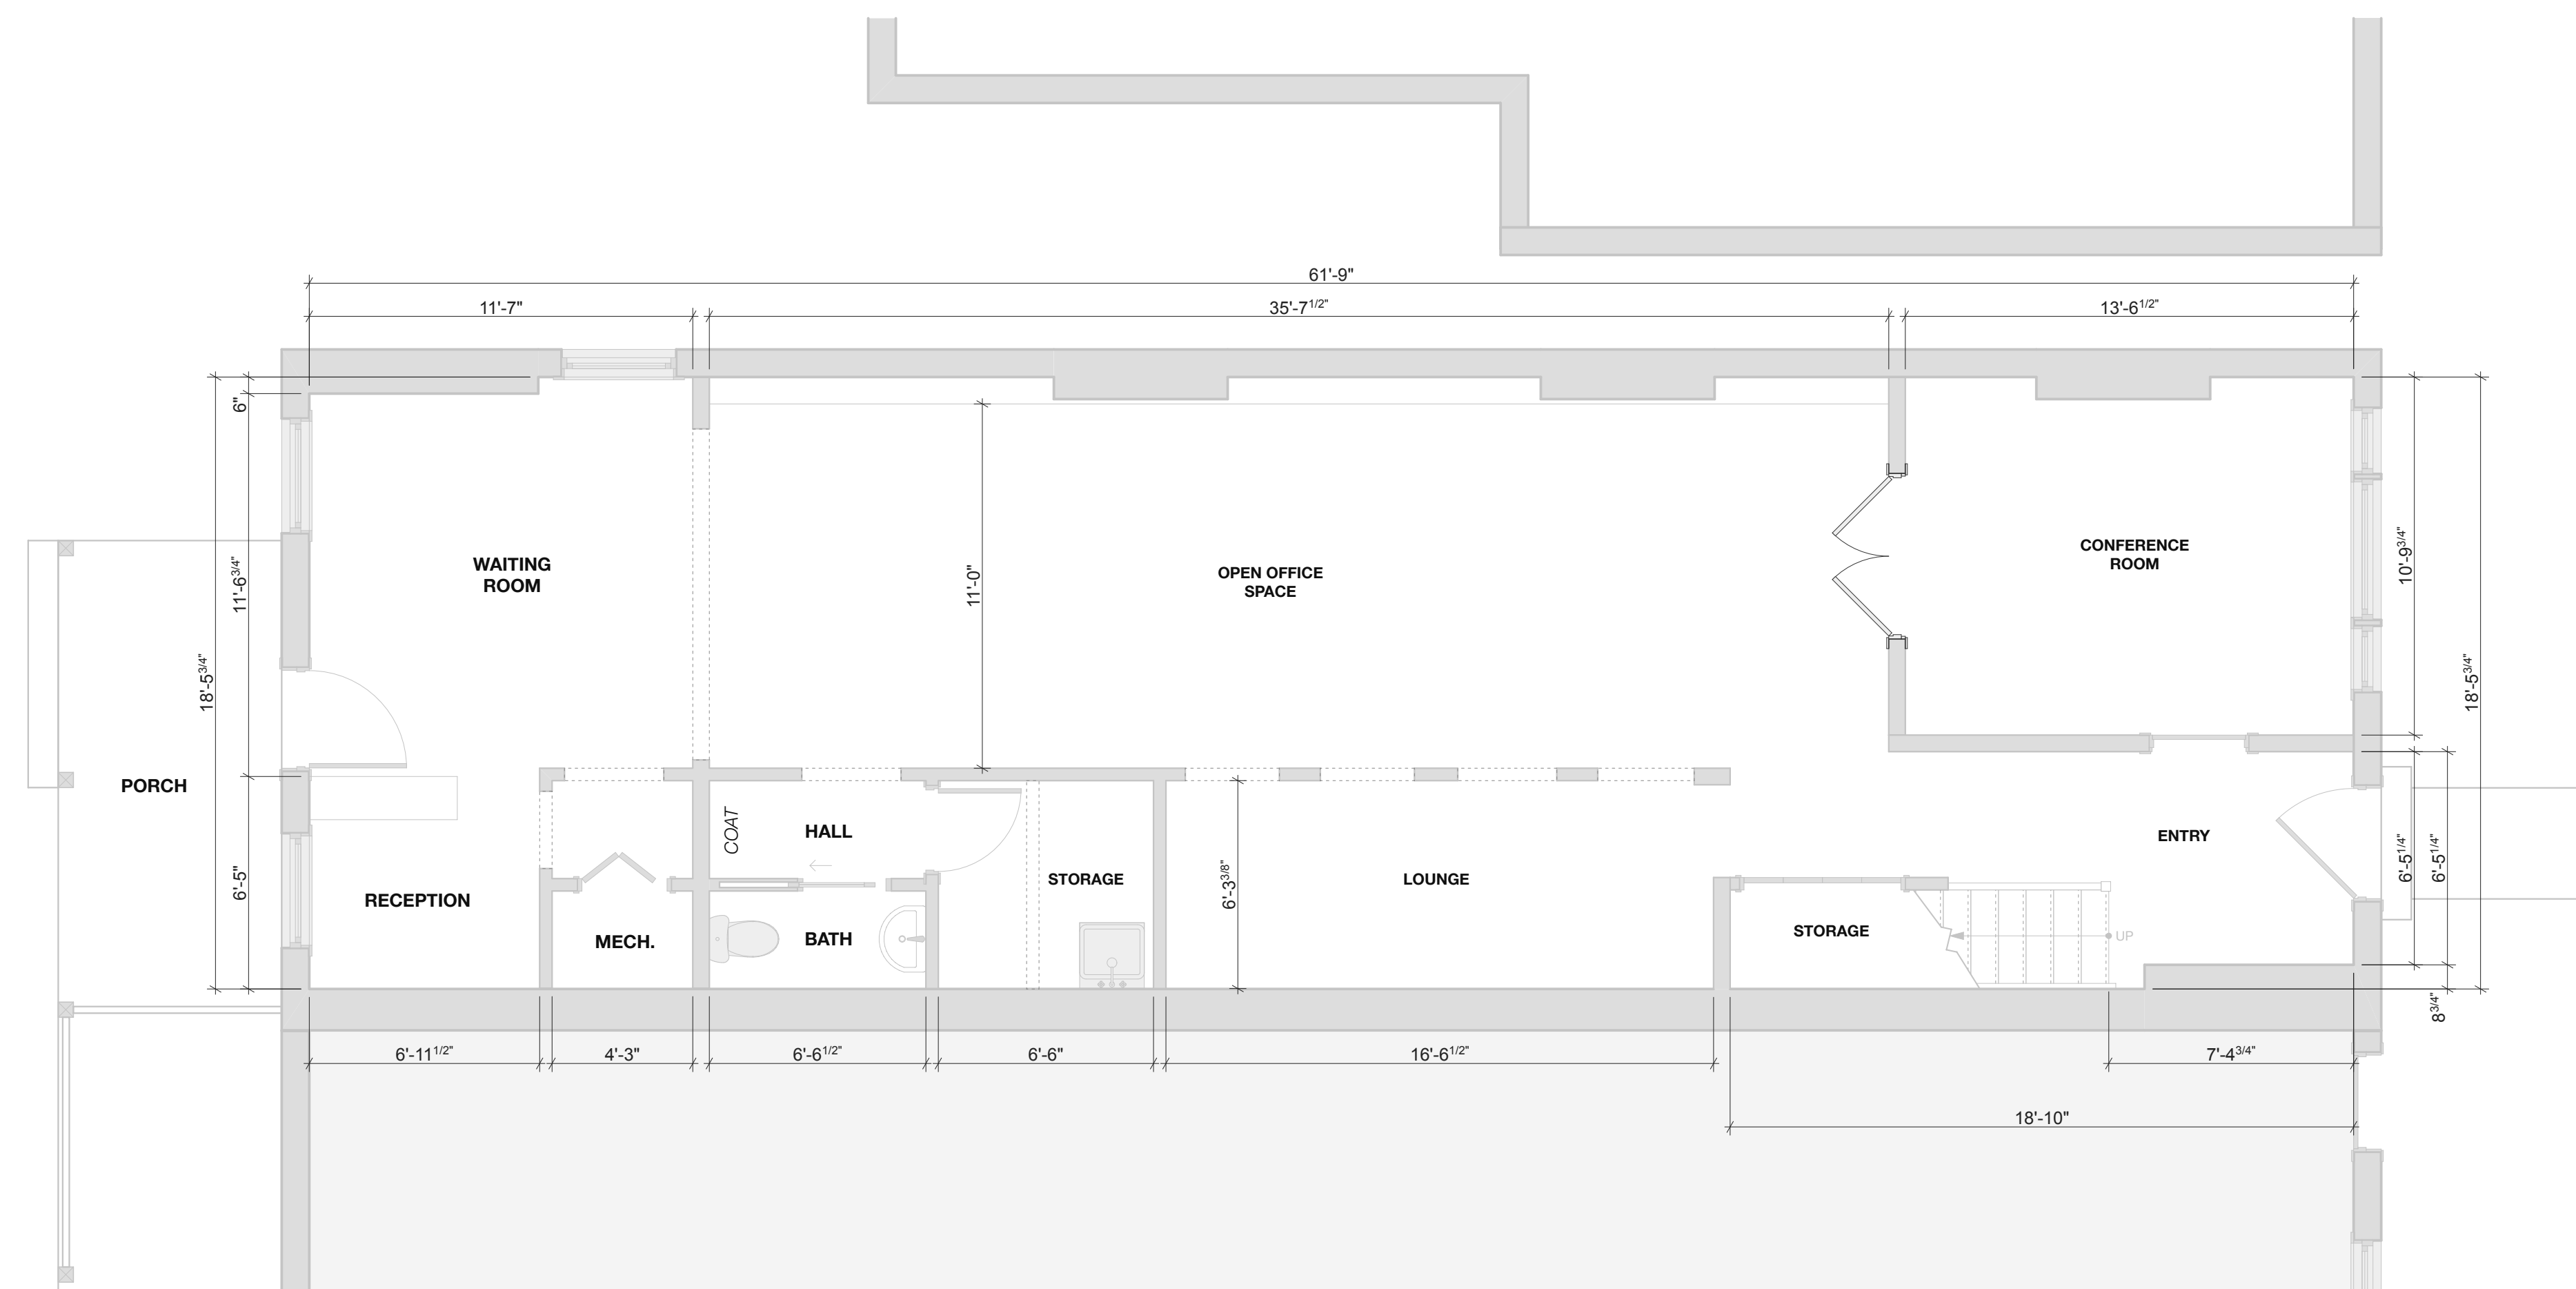 61'-9"
11'-7"
35'-7 1/2"
13'-6 1/2"
6"
WAITING
ROOM
OPEN OFFICE
SPACE
CONFERENCE
ROOM
11'-6 3/4"
11'-0"
10'-9 3/4"
18'-5 3/4"
18'-5 3/4"
PORCH
COAT
HALL
ENTRY
6'-5"
RECEPTION
STORAGE
6'-3 3/8"
LOUNGE
6'-5 1/4"
6'-5 1/4"
MECH.
BATH
STORAGE
UP
8 3/4"
6'-11 1/2"
4'-3"
6'-6 1/2"
6'-6"
16'-6 1/2"
7'-4 3/4"
18'-10"